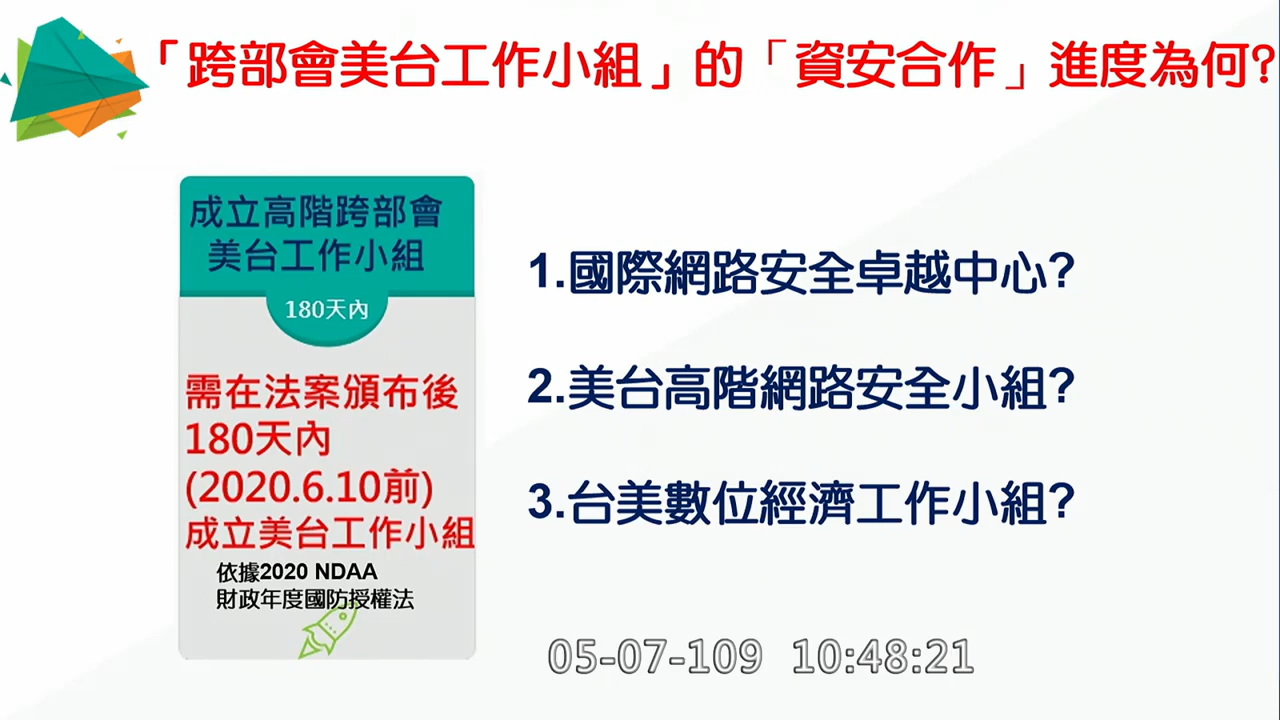 「跨部會美台工作小組」的「資安合作」進度為何?
成立高階跨部會
美台工作小組
180天內
需在法案頒布後
180天內
(2020.6.10前)
成立美台工作小組
依據2020 NDAA
財政年度國防授權法
1.國際網路安全卓越中心?
2.美台高階網路安全小組?
3.台美數位經濟工作小組?
05-07-109 10:48:21